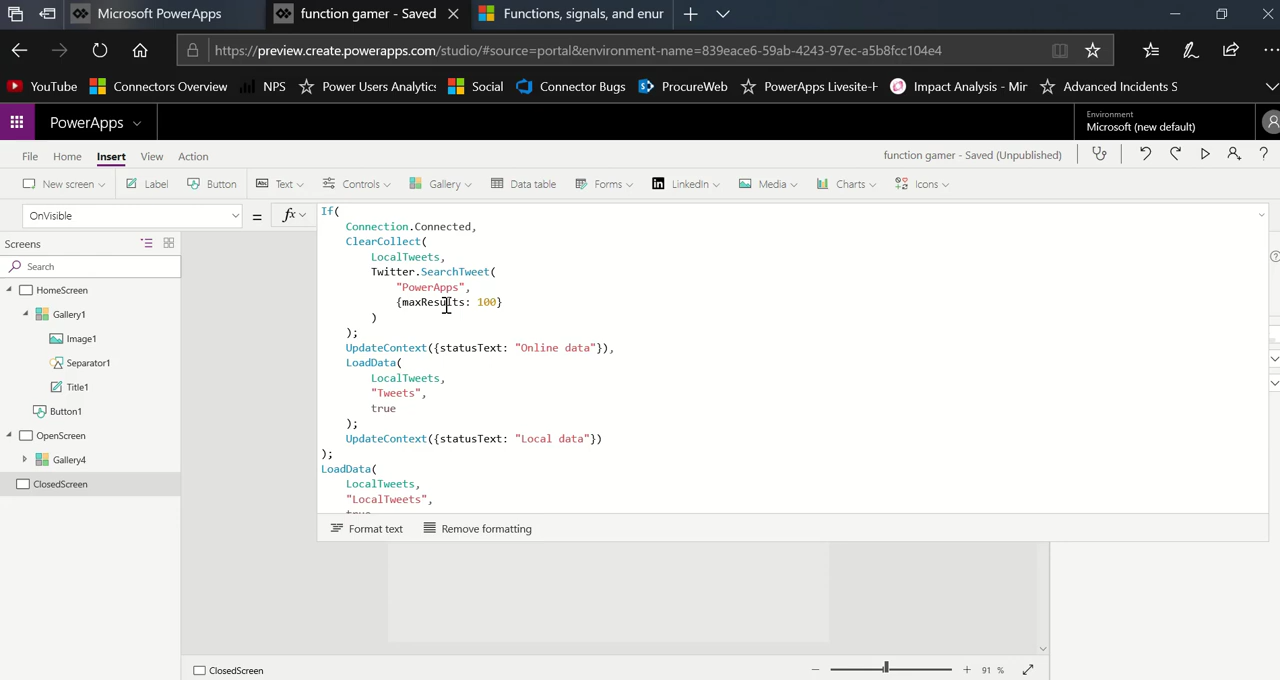 Microsoft PowerApps
function gamer - Saved
Functions, signals, and enur
https://preview.create.powerapps.com/studio/#source=portal&environment-name=839eace6-59ab-4243-97ec-a5b8fcc104e4
YouTube
Connectors Overview
NPS
Power Users Analytics
Social
Connector Bugs
ProcureWeb
PowerApps Livesite-H
Impact Analysis - Mir
Advanced Incidents S
PowerApps
Environment
Microsoft (new default)
File Home Insert View Action
function gamer - Saved (Unpublished)
New screen Label Button Text Controls Gallery Data table Forms LinkedIn Media Charts Icons
OnVisible = fx
If(
Connection.Connected,
ClearCollect(
LocalTweets,
Twitter.SearchTweet(
"PowerApps",
{maxResults: 100}
)
);
UpdateContext({statusText: "Online data"}),
LoadData(
LocalTweets,
"Tweets",
true
);
UpdateContext({statusText: "Local data"})
);
LoadData(
LocalTweets,
"LocalTweets",
true
Format text Remove formatting
Screens
Search
HomeScreen
Gallery1
Image1
Separator1
Title1
Button1
OpenScreen
Gallery4
ClosedScreen
ClosedScreen
91 %